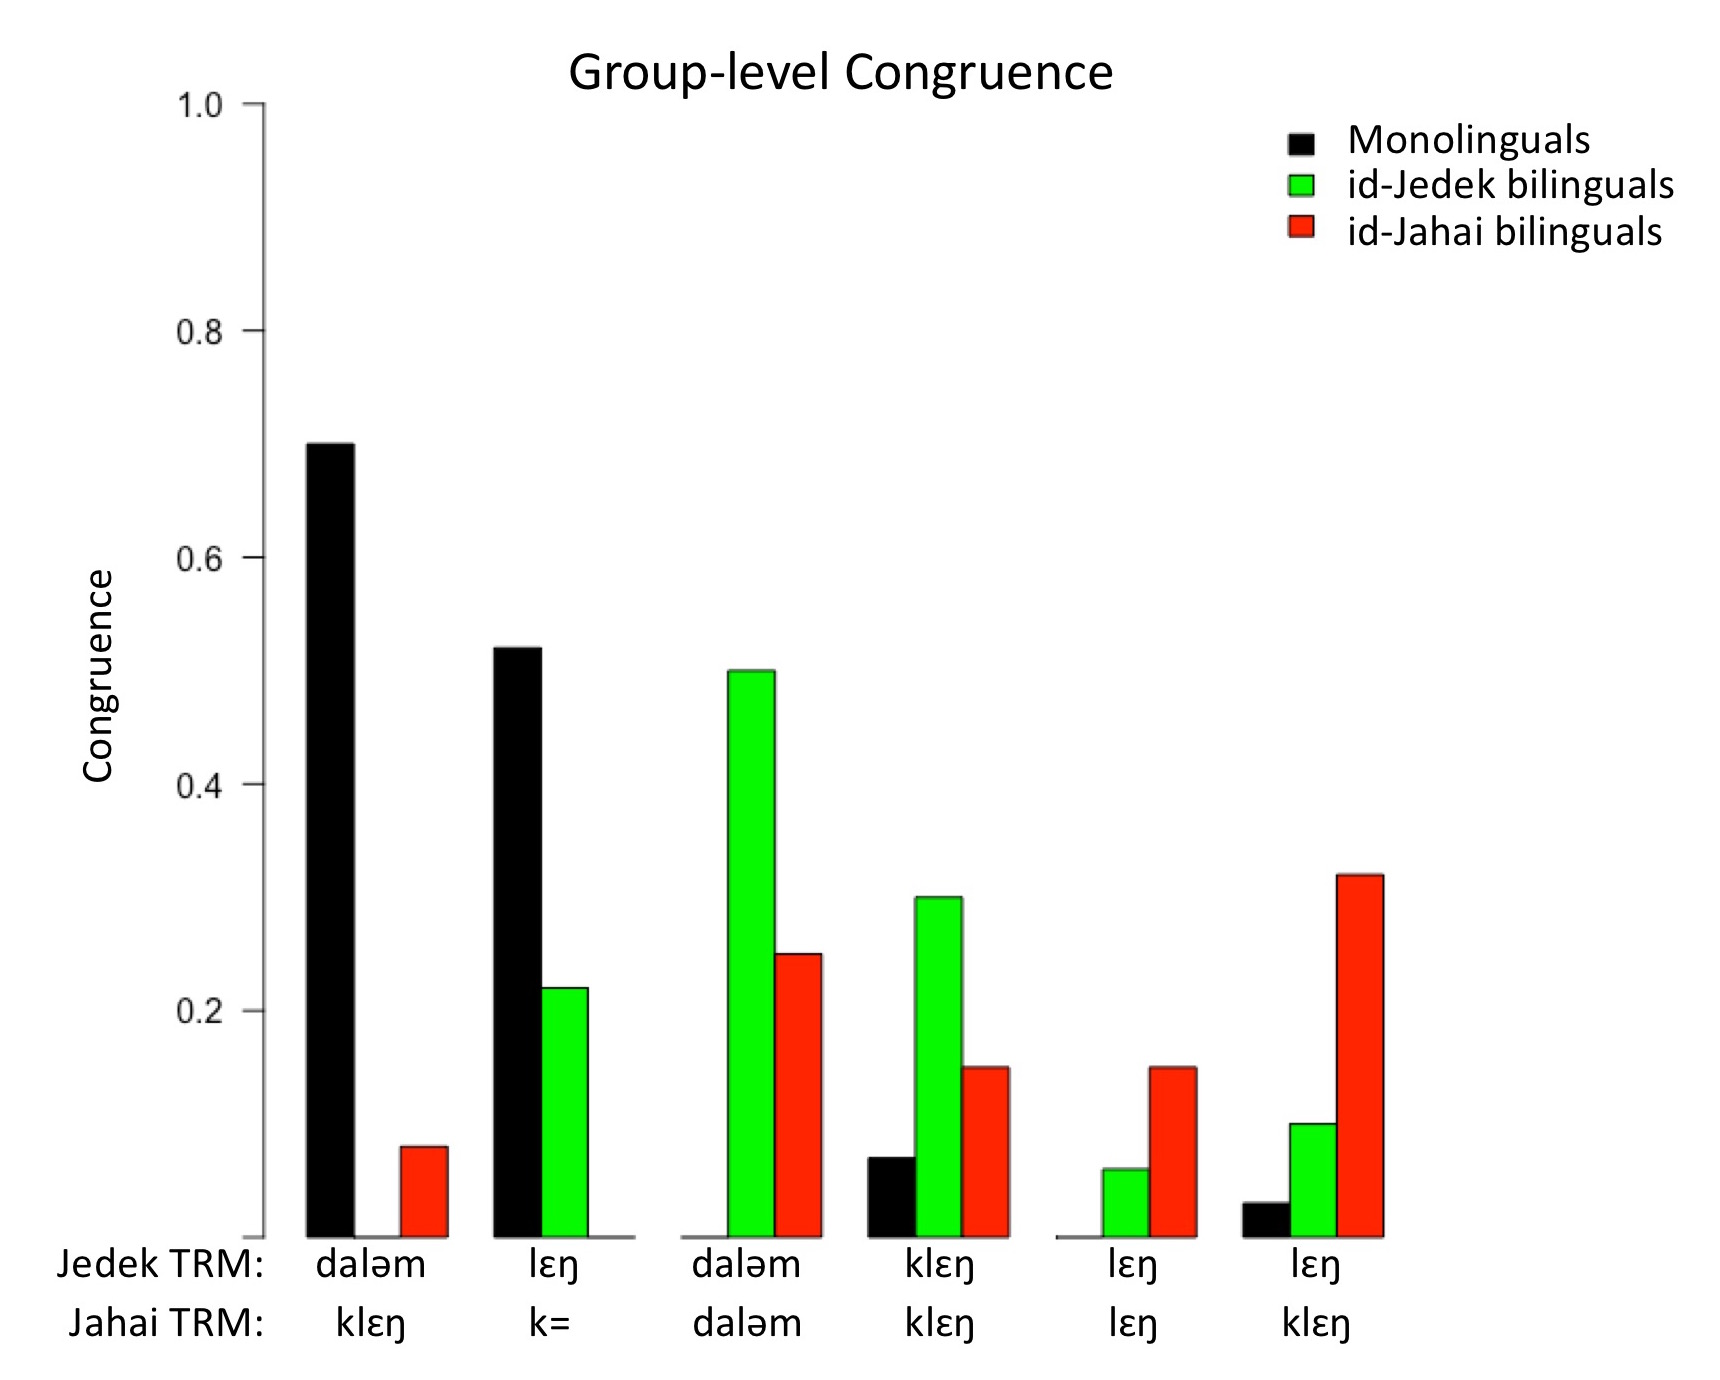 Group-level Congruence
Monolinguals
id-Jedek bilinguals
id-Jahai bilinguals
Congruence
1.0
0.8
0.6
0.4
0.2
Jedek TRM: daləm lɛŋ daləm klɛŋ lɛŋ lɛŋ
Jahai TRM: klɛŋ k= daləm klɛŋ lɛŋ klɛŋ